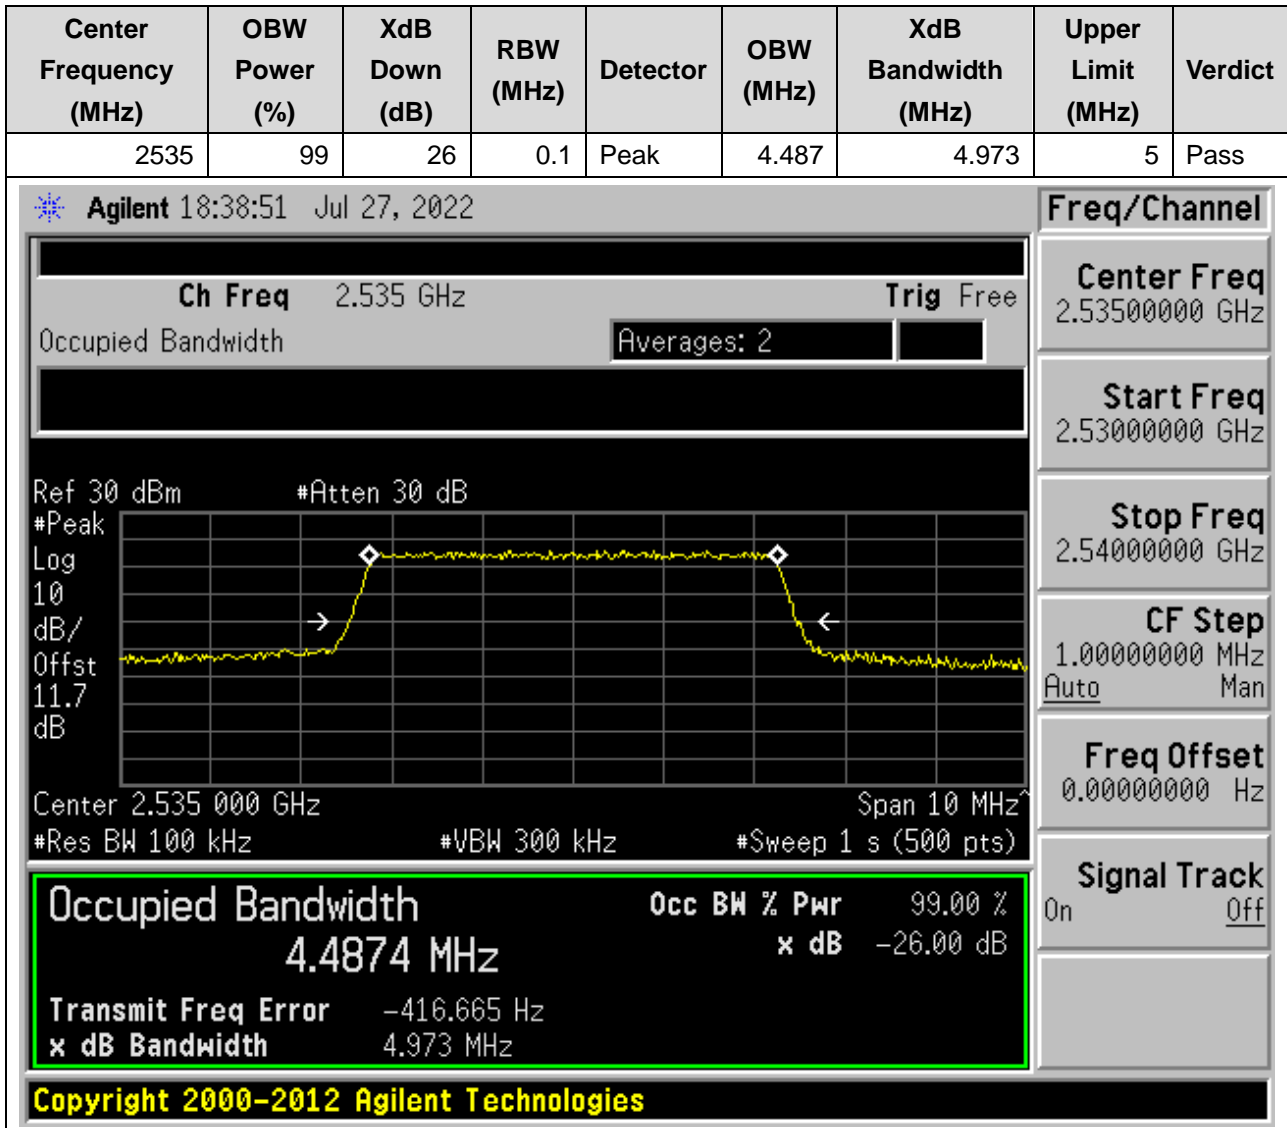 Center Frequency (MHz) OBW Power (%) XdB Down (dB) RBW (MHz) Detector OBW (MHz) XdB Bandwidth (MHz) Upper Limit (MHz) Verdict
2535 99 26 0.1 Peak 4.487 4.973 5 Pass
Agilent 18:38:51 Jul 27, 2022
Freq/Channel
Ch Freq 2.535 GHz Trig Free
Occupied Bandwidth Averages: 2
Center Freq
2.53500000 GHz
Start Freq
2.53000000 GHz
Stop Freq
2.54000000 GHz
CF Step
1.00000000 MHz
Auto Man
Freq Offset
0.00000000 Hz
Signal Track
On Off
Ref 30 dBm #Atten 30 dB
#Peak
Log
10
dB/
Offst
11.7
dB
Center 2.535 000 GHz Span 10 MHz^
#Res BW 100 kHz #VBW 300 kHz #Sweep 1 s (500 pts)
Occupied Bandwidth Occ BW % Pwr 99.00 %
4.4874 MHz x dB -26.00 dB
Transmit Freq Error -416.665 Hz
x dB Bandwidth 4.973 MHz
Copyright 2000-2012 Agilent Technologies